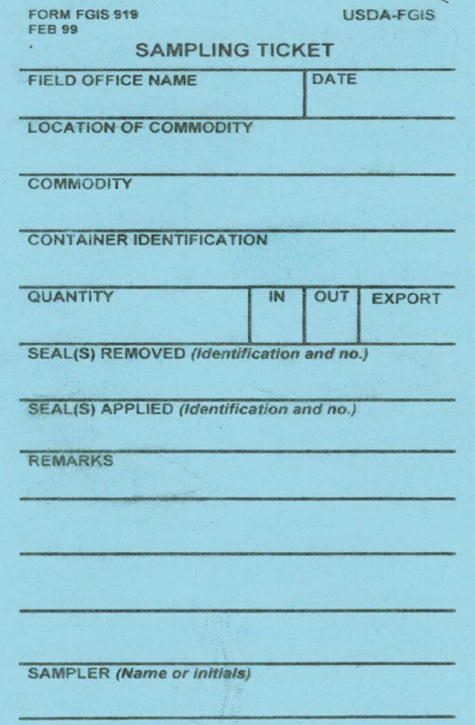 FORM FGIS 919 USDA-FGIS
FEB 99
SAMPLING TICKET
FIELD OFFICE NAME DATE
LOCATION OF COMMODITY
COMMODITY
CONTAINER IDENTIFICATION
QUANTITY IN OUT EXPORT
SEAL(S) REMOVED (Identification and no.)
SEAL(S) APPLIED (Identification and no.)
REMARKS
SAMPLER (Name or initials)